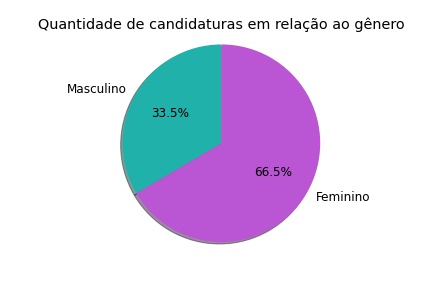 Quantidade de candidaturas em relação ao gênero
Masculino
33.5%
66.5%
Feminino